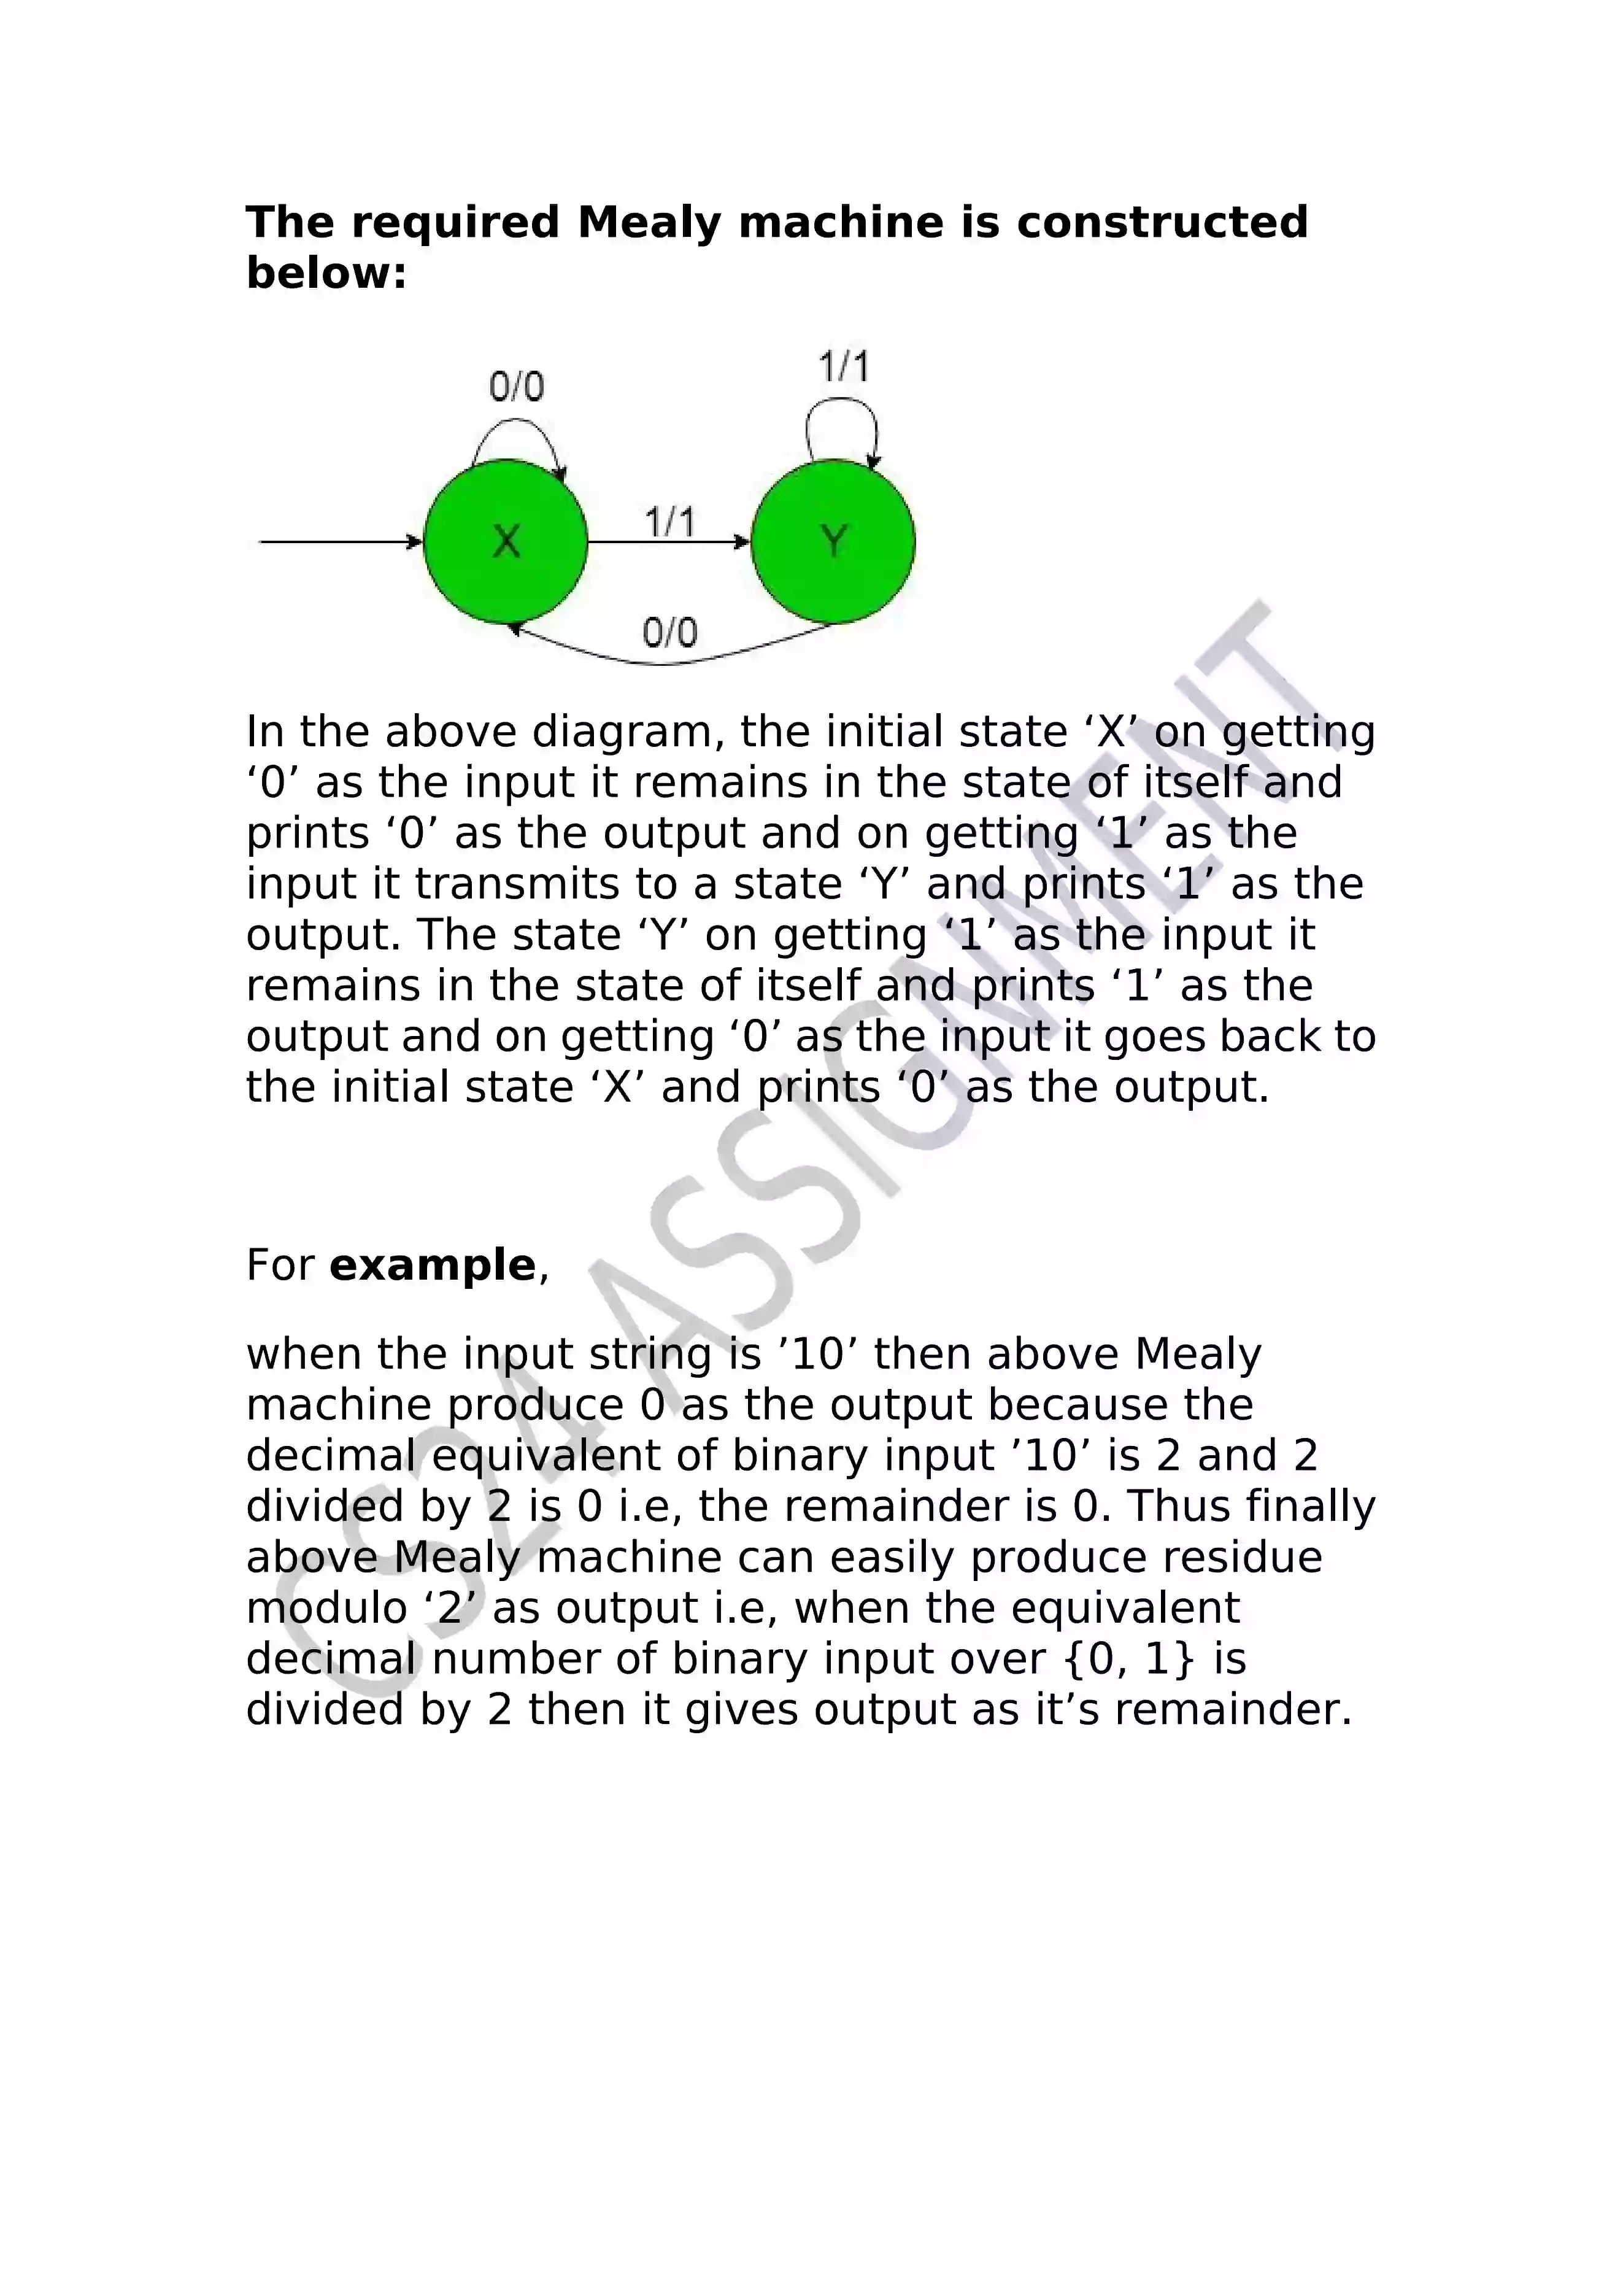 The required Mealy machine is constructed
below:
0/0
1/1
X
1/1
Y
0/0
In the above diagram, the initial state ‘X’ on getting
‘0’ as the input it remains in the state of itself and
prints ‘0’ as the output and on getting ‘1’ as the
input it transmits to a state ‘Y’ and prints ‘1’ as the
output. The state ‘Y’ on getting ‘1’ as the input it
remains in the state of itself and prints ‘1’ as the
output and on getting ‘0’ as the input it goes back to
the initial state ‘X’ and prints ‘0’ as the output.
For example,
when the input string is ’10’ then above Mealy
machine produce 0 as the output because the
decimal equivalent of binary input ’10’ is 2 and 2
divided by 2 is 0 i.e, the remainder is 0. Thus finally
above Mealy machine can easily produce residue
modulo ‘2’ as output i.e, when the equivalent
decimal number of binary input over {0, 1} is
divided by 2 then it gives output as it’s remainder.
CS24 ASSIGNMENT